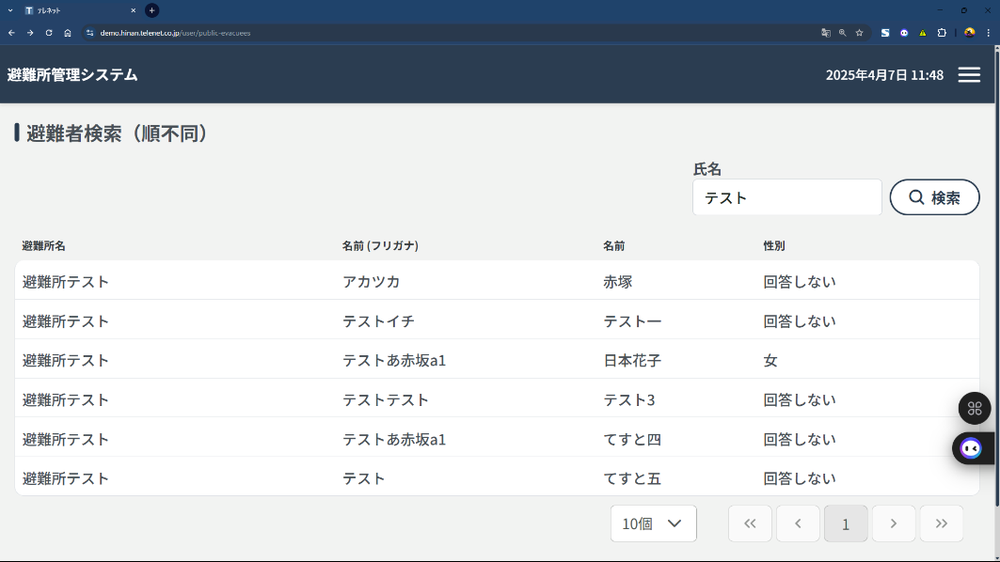 テレネット
demo.hinan.telenet.co.jp/user/public-evacuees
避難所管理システム
2025年4月7日 11:48
避難者検索（順不同）
氏名
テスト
検索
避難所名 名前 (フリガナ) 名前 性別
避難所テスト アカツカ 赤塚 回答しない
避難所テスト テストイチ テスト一 回答しない
避難所テスト テストあ赤坂a1 日本花子 女
避難所テスト テストテスト テスト3 回答しない
避難所テスト テストあ赤坂a1 てすと四 回答しない
避難所テスト テスト てすと五 回答しない
10個
1